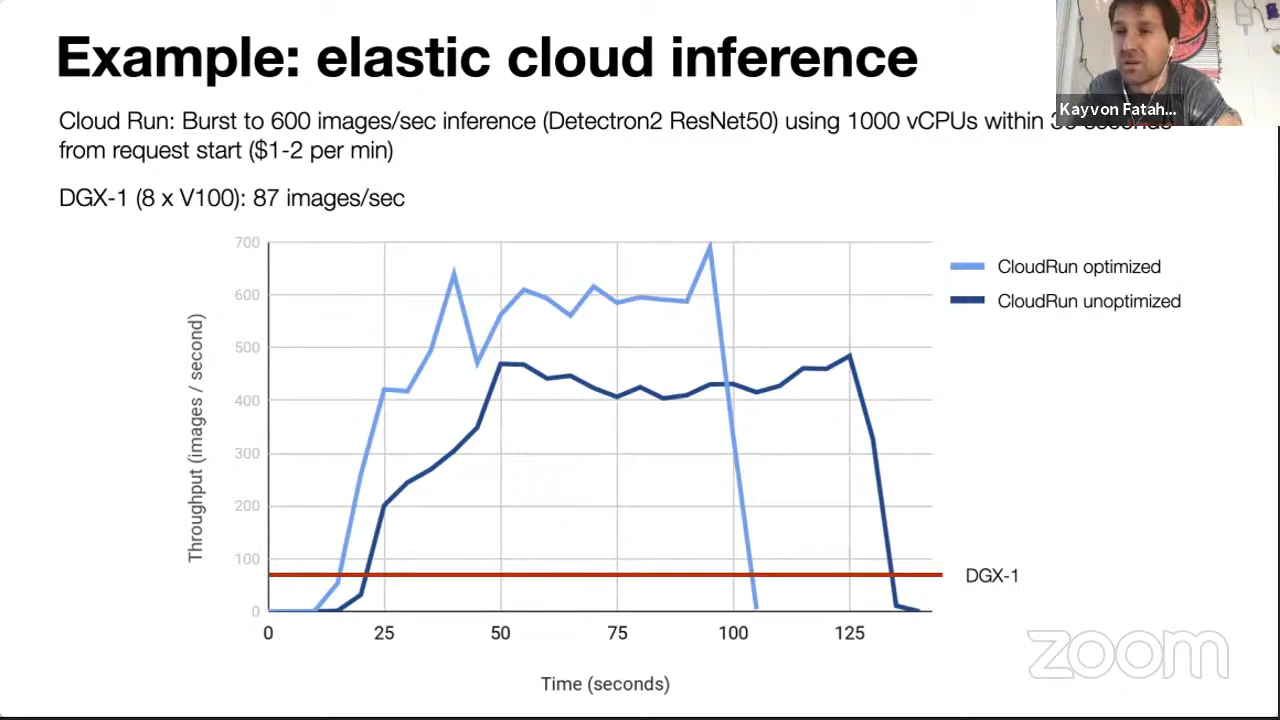 Example: elastic cloud inference
Kayvon Fatah...
Cloud Run: Burst to 600 images/sec inference (Detectron2 ResNet50) using 1000 vCPUs within
from request start ($1-2 per min)
DGX-1 (8 x V100): 87 images/sec
700
600
500
400
300
200
100
0
Throughput (images / second)
CloudRun optimized
CloudRun unoptimized
DGX-1
0 25 50 75 100 125
Time (seconds)
zoom